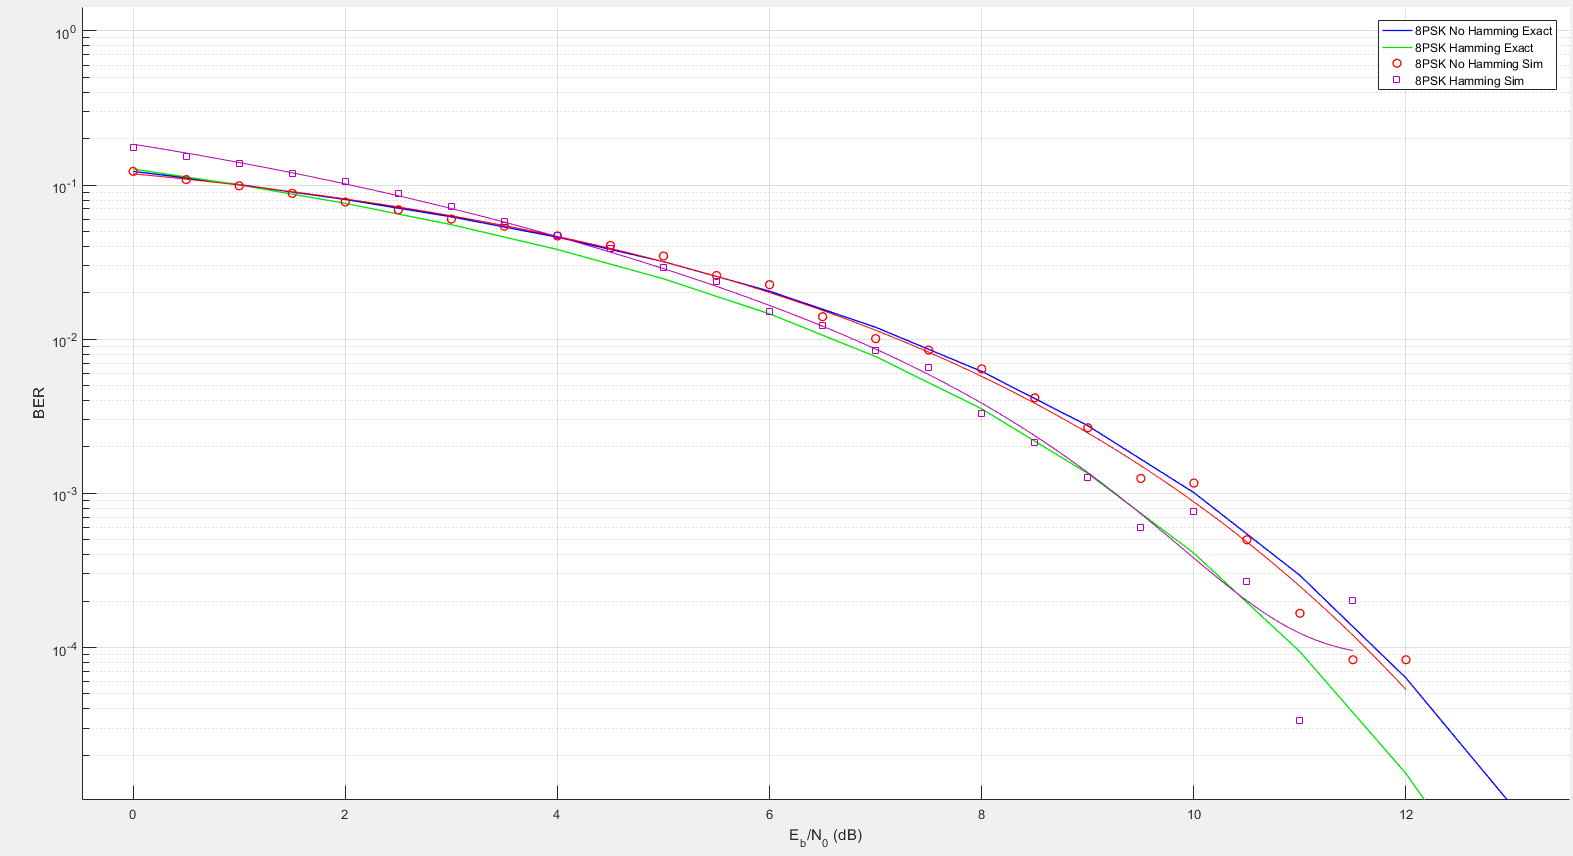 8PSK No Hamming Exact
8PSK Hamming Exact
8PSK No Hamming Sim
8PSK Hamming Sim
10^0
10^-1
10^-2
10^-3
10^-4
BER
0 2 4 6 8 10 12
E_b/N_0 (dB)